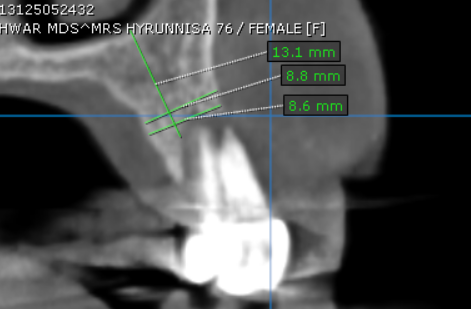 13125052432
HWAR MDS^MRS HYRUNNISA 76 / FEMALE [F]
13.1 mm
8.8 mm
8.6 mm